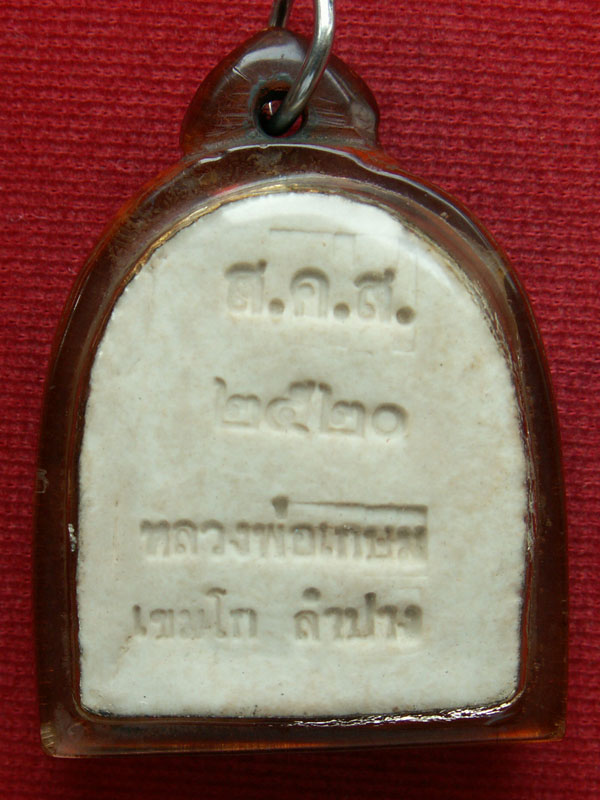 ส.ค.ส.
๒๕๒๐
หลวงพ่อเกษม
เขมโก ลำปาง